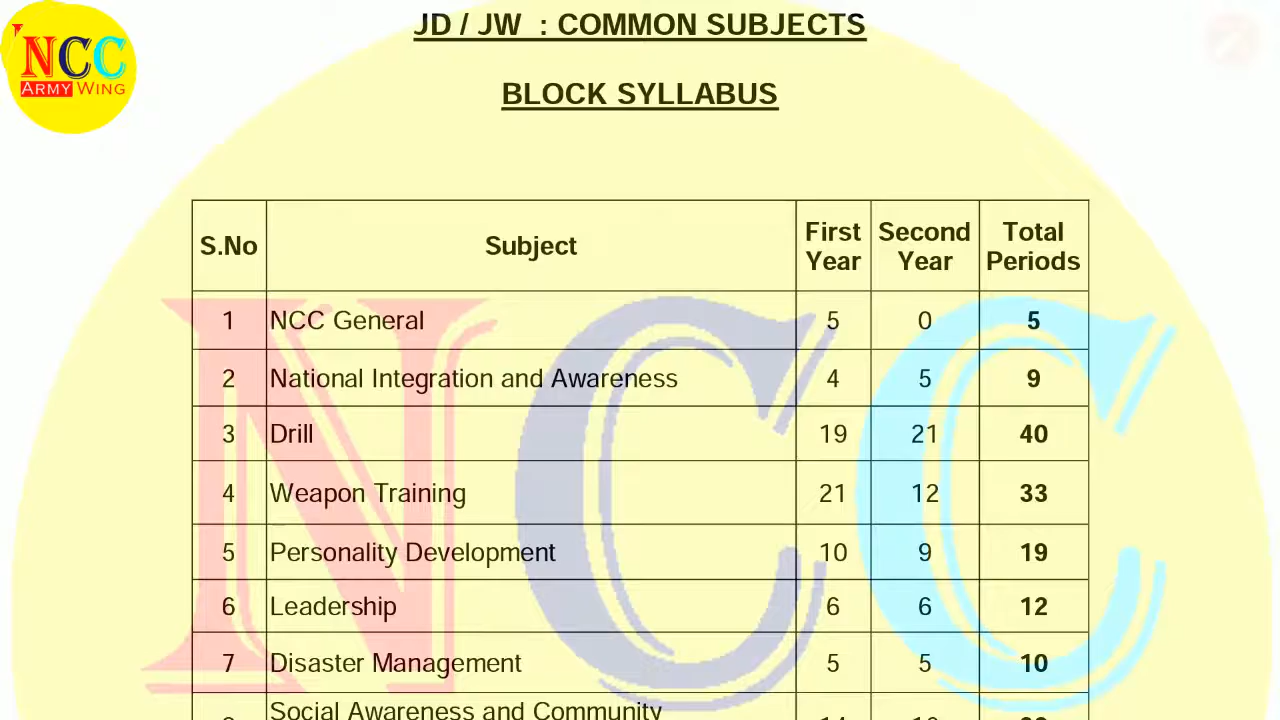 NCC
ARMY WING
JD / JW : COMMON SUBJECTS
BLOCK SYLLABUS
S.No Subject First Year Second Year Total Periods
1 NCC General 5 0 5
2 National Integration and Awareness 4 5 9
3 Drill 19 21 40
4 Weapon Training 21 12 33
5 Personality Development 10 9 19
6 Leadership 6 6 12
7 Disaster Management 5 5 10
Social Awareness and Community
NCC